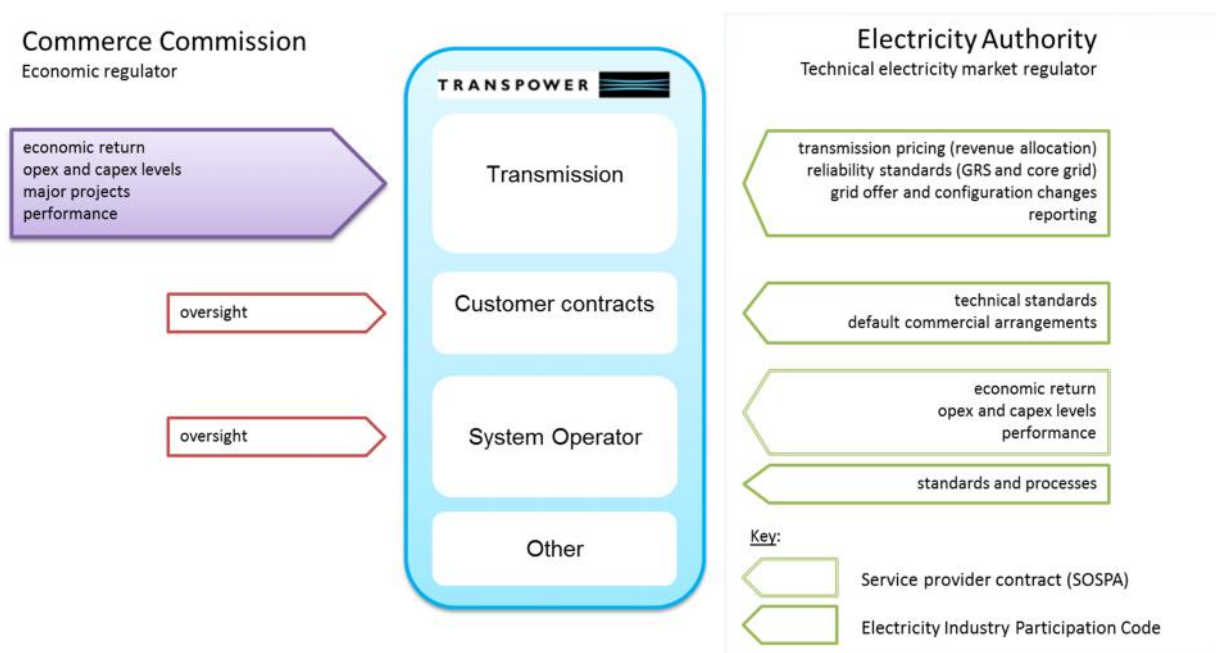 Commerce Commission
Economic regulator
economic return
opex and capex levels
major projects
performance
oversight
oversight
TRANSPOWER
Transmission
Customer contracts
System Operator
Other
Electricity Authority
Technical electricity market regulator
transmission pricing (revenue allocation)
reliability standards (GRS and core grid)
grid offer and configuration changes
reporting
technical standards
default commercial arrangements
economic return
opex and capex levels
performance
standards and processes
Key:
Service provider contract (SOSPA)
Electricity Industry Participation Code